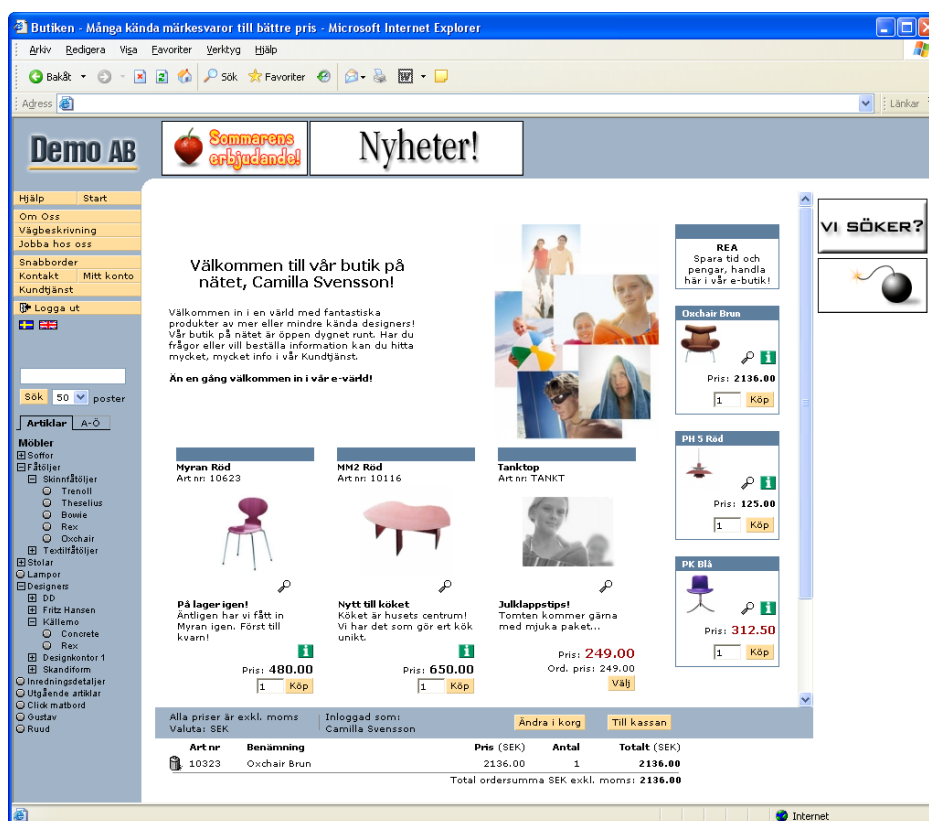 Butiken - Många kända märkesvaror till bättre pris - Microsoft Internet Explorer
Arkiv Redigera Visa Favoriter Verktyg Hjälp
Bakåt Sök Favoriter
Adress Länkar
Demo AB
Sommarens
erbjudande!
Nyheter!
Hjälp Start
Om Oss
Vägbeskrivning
Jobba hos oss
Snabborder
Kontakt Mitt konto
Kundtjänst
Logga ut
Sök 50 poster
Artiklar A-Ö
Möbler
Soffor
Fåtöljer
Skinnfåtöljer
Trenoll
Theselius
Bowie
Rex
Oxchair
Textilfåtöljer
Stolar
Lampor
Designers
DD
Fritz Hansen
Källemo
Concrete
Rex
Designkontor 1
Skandiform
Inredningsdetaljer
Utgående artiklar
Click matbord
Gustav
Ruud
Välkommen till vår butik på
nätet, Camilla Svensson!
Välkommen in i en värld med fantastiska
produkter av mer eller mindre kända designers!
Vår butik på nätet är öppen dygnet runt. Har du
frågor eller vill beställa information kan du hitta
mycket, mycket info i vår Kundtjänst.
Än en gång välkommen in i vår e-värld!
Myran Röd
Art nr: 10623
På lager igen!
Äntligen har vi fått in
Myran igen. Först till
kvarn!
Pris: 480.00
1 Köp
MM2 Röd
Art nr: 10116
Nytt till köket
Köket är husets centrum!
Vi har det som gör ert kök
unikt.
Pris: 650.00
1 Köp
Tanktop
Art nr: TANKT
Julklappstips!
Tomten kommer gärna
med mjuka paket...
Pris: 249.00
Ord. pris: 249.00
Välj
REA
Spara tid och
pengar, handla
här i vår e-butik!
Oxchair Brun
Pris: 2136.00
1 Köp
PH 5 Röd
Pris: 125.00
1 Köp
PK Blå
Pris: 312.50
1 Köp
VI SÖKER?
Alla priser är exkl. moms
Valuta: SEK
Inloggad som:
Camilla Svensson
Ändra i korg Till kassan
Art nr Benämning Pris (SEK) Antal Totalt (SEK)
10323 Oxchair Brun 2136.00 1 2136.00
Total ordersumma SEK exkl. moms: 2136.00
Internet